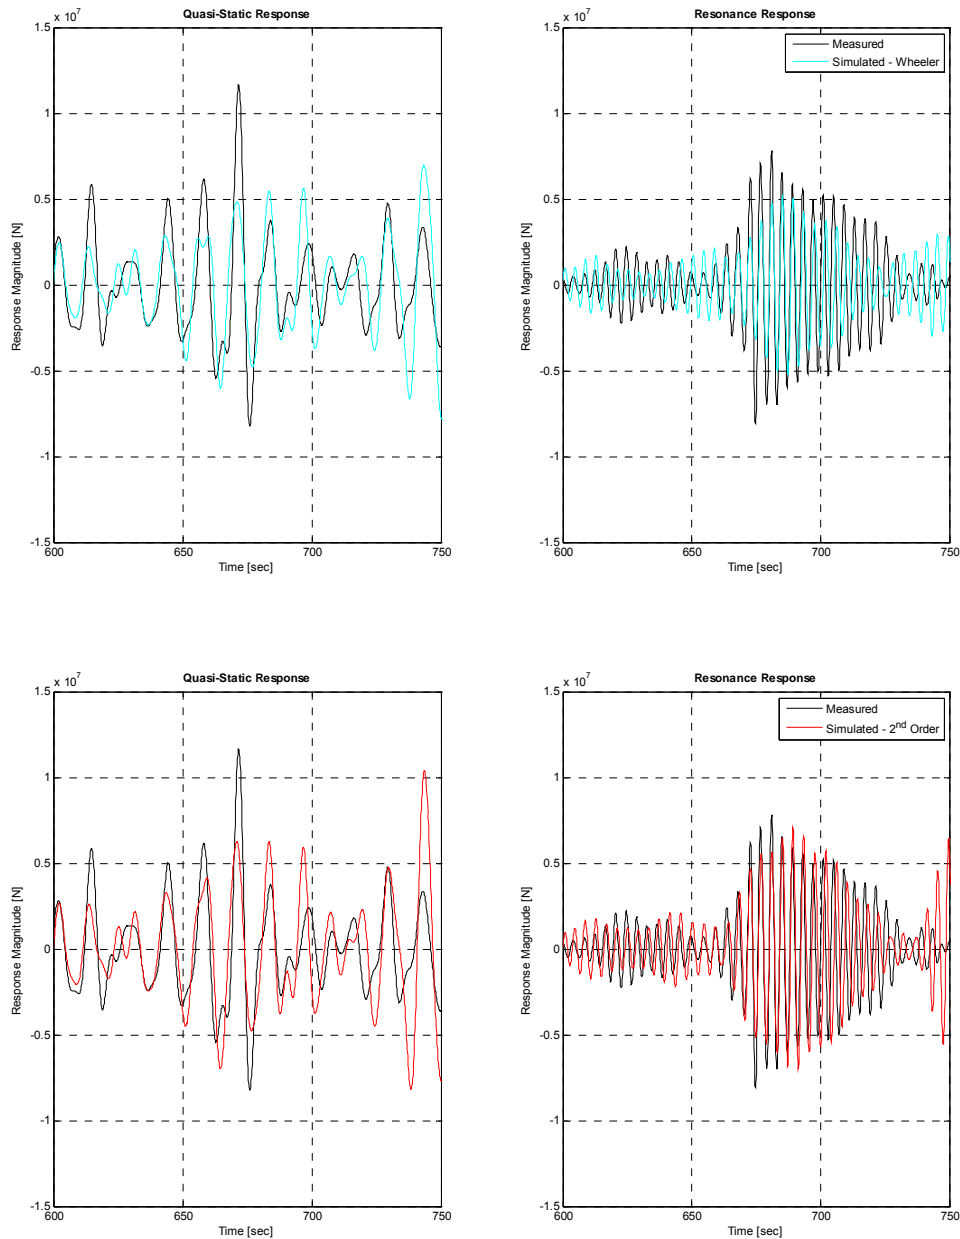 Quasi-Static Response
x 10^7
1.5
1
0.5
0
-0.5
-1
-1.5
600
650
700
750
Time [sec]
Response Magnitude [N]
Resonance Response
x 10^7
Measured
Simulated - Wheeler
1.5
1
0.5
0
-0.5
-1
-1.5
600
650
700
750
Time [sec]
Response Magnitude [N]
Quasi-Static Response
x 10^7
1.5
1
0.5
0
-0.5
-1
-1.5
600
650
700
750
Time [sec]
Response Magnitude [N]
Resonance Response
x 10^7
Measured
Simulated - 2nd Order
1.5
1
0.5
0
-0.5
-1
-1.5
600
650
700
750
Time [sec]
Response Magnitude [N]